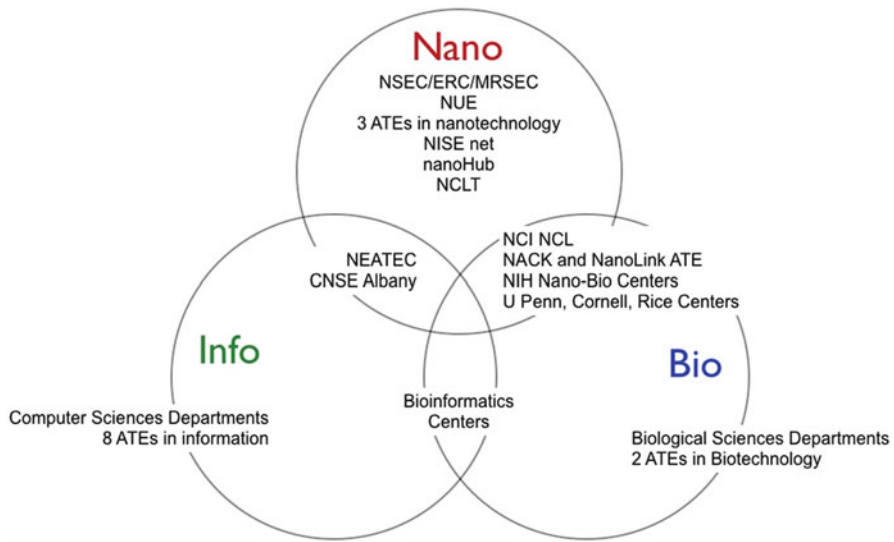 Nano
NSEC/ERC/MRSEC
NUE
3 ATEs in nanotechnology
NISE net
nanoHub
NCLT
NEATEC
CNSE Albany
NCI NCL
NACK and NanoLink ATE
NIH Nano-Bio Centers
U Penn, Cornell, Rice Centers
Info
Bio
Computer Sciences Departments
8 ATEs in information
Bioinformatics
Centers
Biological Sciences Departments
2 ATEs in Biotechnology